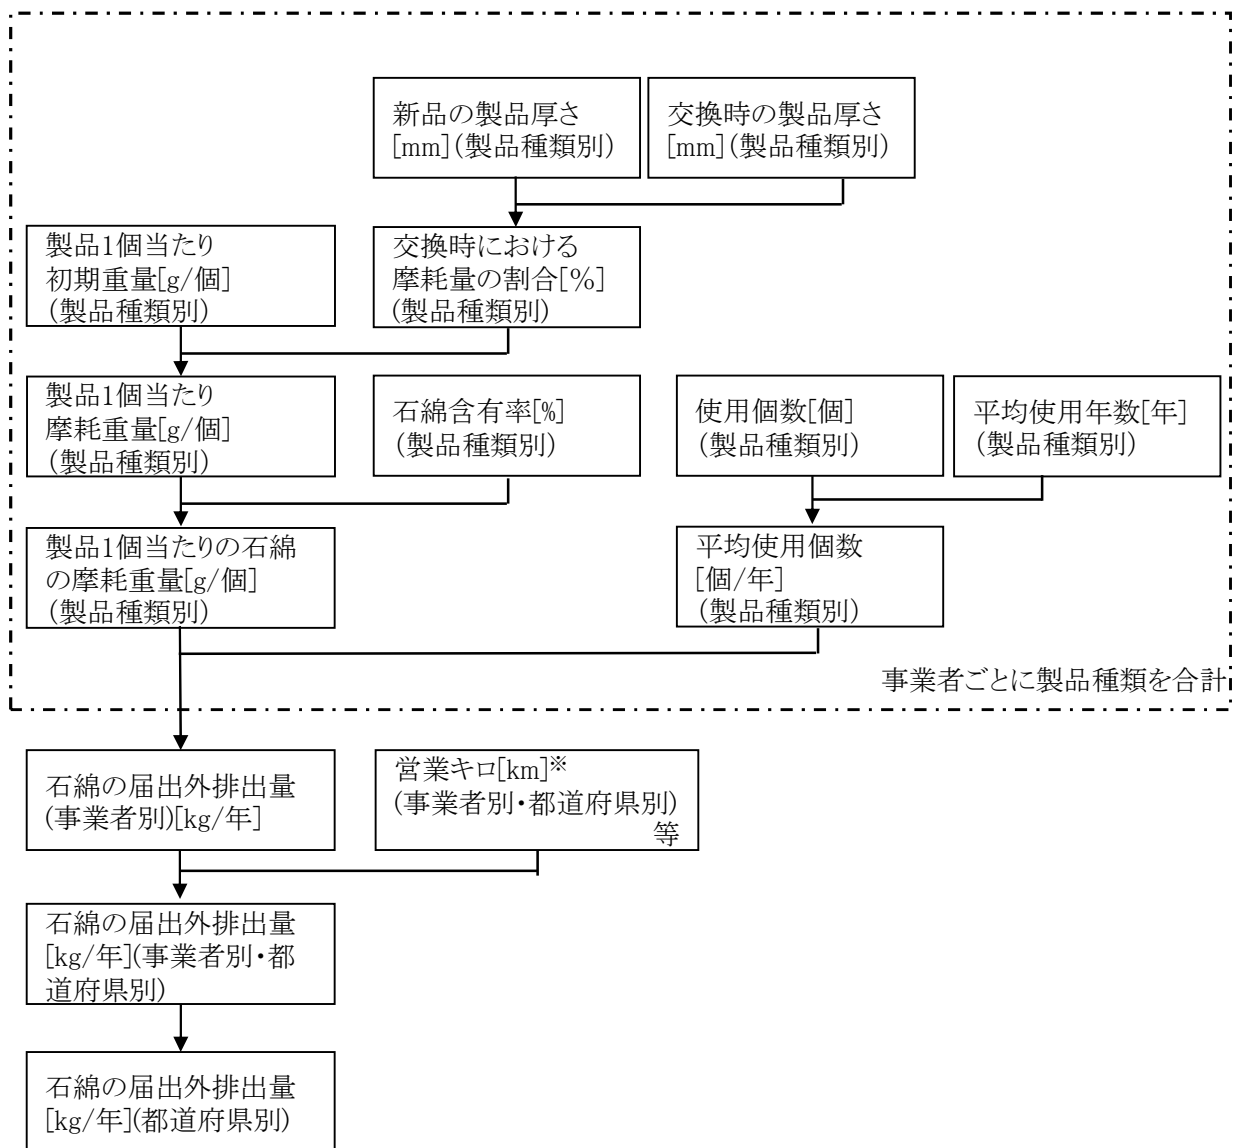 新品の製品厚さ
[mm](製品種類別)
交換時の製品厚さ
[mm](製品種類別)
製品1個当たり
初期重量[g/個]
(製品種類別)
交換時における
摩耗量の割合[%]
(製品種類別)
製品1個当たり
摩耗重量[g/個]
(製品種類別)
石綿含有率[%]
(製品種類別)
使用個数[個]
(製品種類別)
平均使用年数[年]
(製品種類別)
製品1個当たりの石綿
の摩耗重量[g/個]
(製品種類別)
平均使用個数
[個/年]
(製品種類別)
事業者ごとに製品種類を合計
石綿の届出外排出量
(事業者別)[kg/年]
営業キロ[km]※
(事業者別・都道府県別)
等
石綿の届出外排出量
[kg/年](事業者別・都
道府県別)
石綿の届出外排出量
[kg/年](都道府県別)